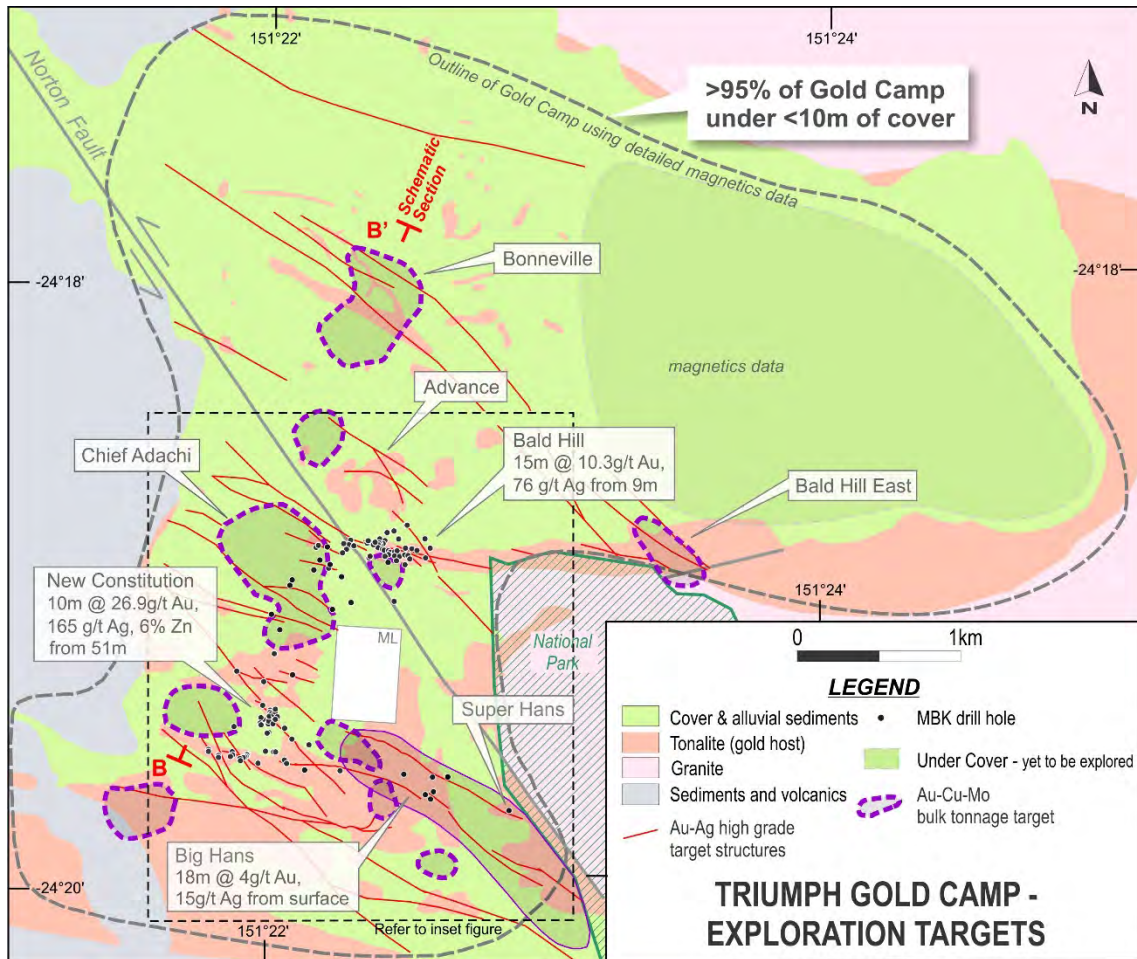 151°22'
151°24'
Norton Fault
Outline of Gold Camp using detailed magnetics data
>95% of Gold Camp
under <10m of cover
N
Schematic
Section
B'
Bonneville
-24°18'
-24°18'
magnetics data
Advance
Chief Adachi
Bald Hill
15m @ 10.3g/t Au,
76 g/t Ag from 9m
Bald Hill East
New Constitution
10m @ 26.9g/t Au,
165 g/t Ag, 6% Zn
from 51m
151°24'
ML
National
Park
Super Hans
B
Big Hans
18m @ 4g/t Au,
15g/t Ag from surface
-24°20'
151°22'
Refer to inset figure
0 1km
LEGEND
Cover & alluvial sediments
Tonalite (gold host)
Granite
Sediments and volcanics
Au-Ag high grade
target structures
MBK drill hole
Under Cover - yet to be explored
Au-Cu-Mo
bulk tonnage target
TRIUMPH GOLD CAMP -
EXPLORATION TARGETS